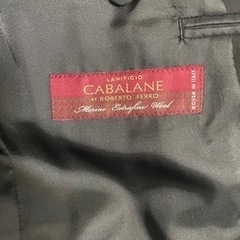 LANIFICIO
CABALANE
BY ROBERTO FERRO
Merino Extrafine Wool
WOVEN IN ITALY